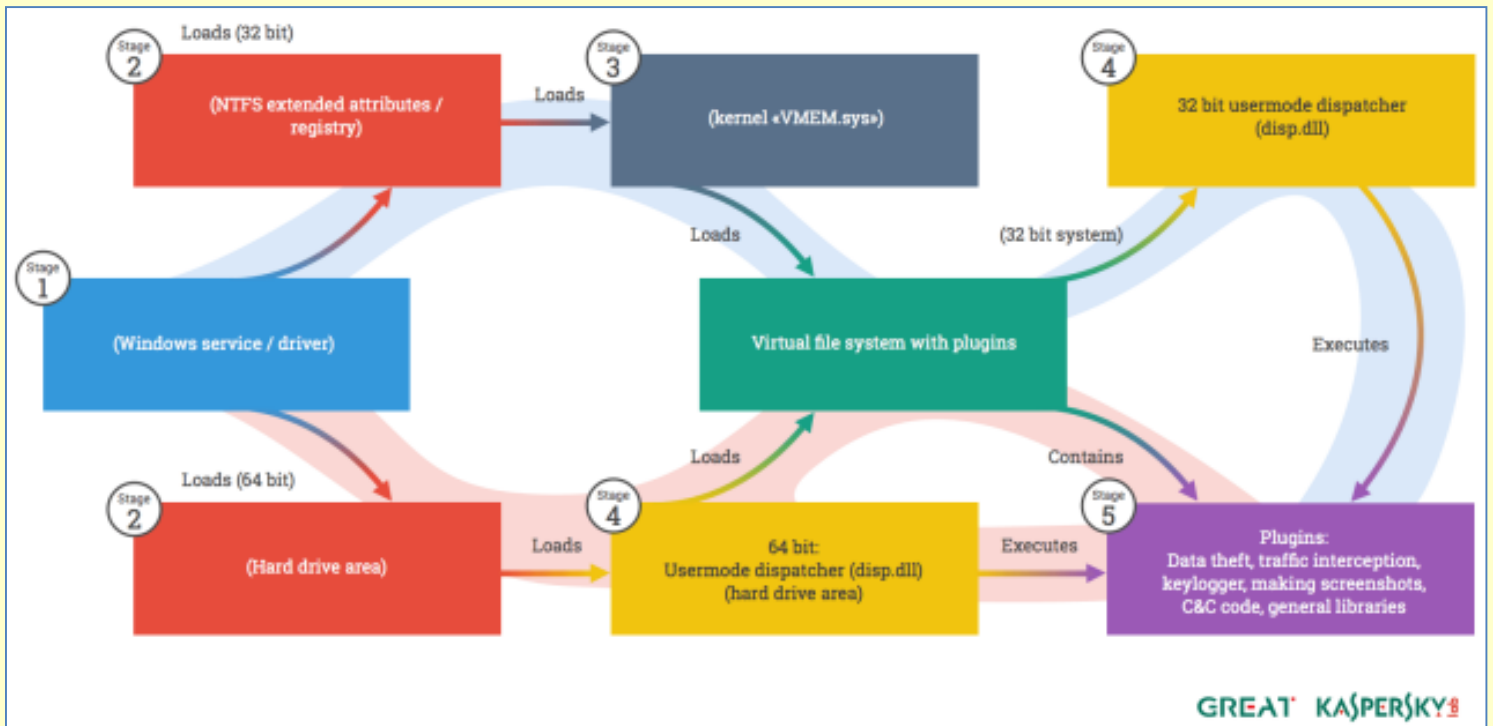 Loads (32 bit)
Stage
2
(NTFS extended attributes /
registry)
Loads
Stage
3
(kernel «VMEM.sys»)
Stage
4
32 bit usermode dispatcher
(disp.dll)
Loads
(32 bit system)
Stage
1
(Windows service / driver)
Virtual file system with plugins
Executes
Loads (64 bit)
Loads
Contains
Stage
2
(Hard drive area)
Loads
Stage
4
64 bit:
Usermode dispatcher (disp.dll)
(hard drive area)
Executes
Stage
5
Plugins:
Data theft, traffic interception,
keylogger, making screenshots,
C&C code, general libraries
GREAT KASPERSKY